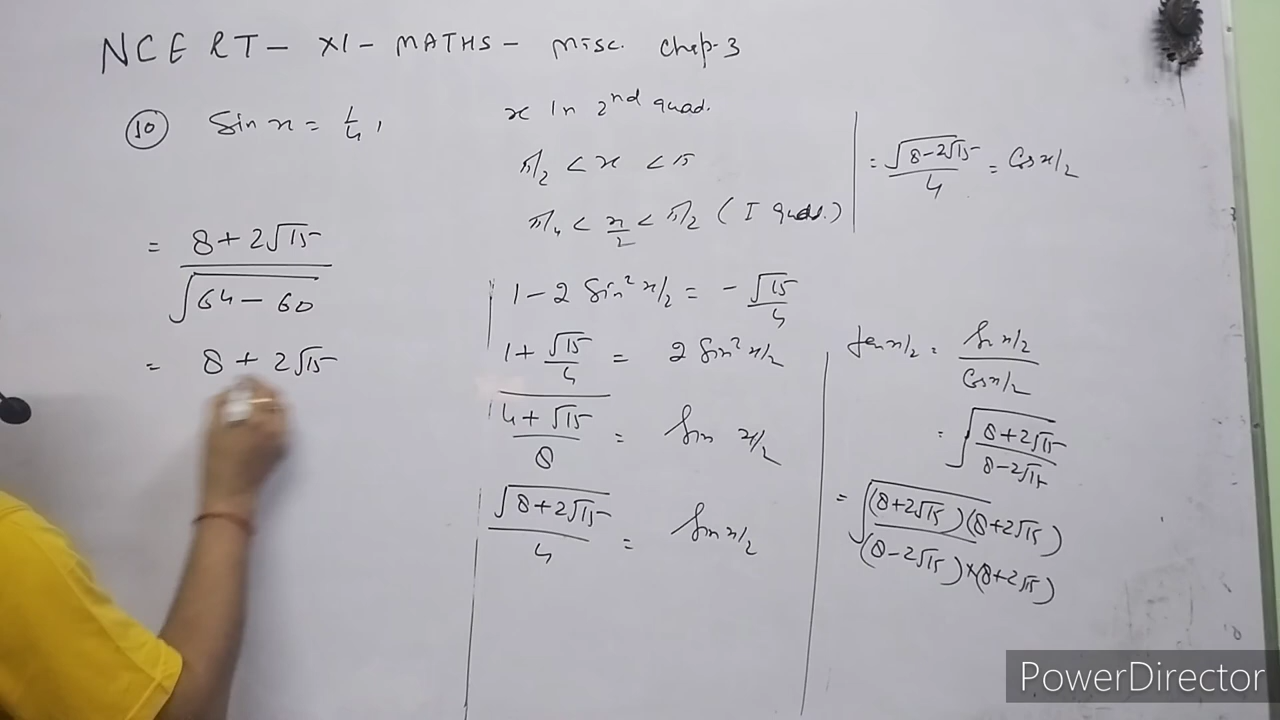 NCERT- XI- MATHS- MISC. Chap-3
⑩ Sin x = 1/4,
x In 2nd quad.
π/2 < x < π
π/4 < x/2 < π/2 ( I quad.)
= √(8-2√15)/4 = Cos x/2
= (8+2√15)/√(64-60)
= 8+2√15
1-2 Sin² x/2 = -√15/4
1+√15/4 = 2 Sin² x/2
(4+√15)/8 = Sin x/2
√(8+2√15)/4 = Sin x/2
tan x/2 = Sin x/2 / Cos x/2
= √((8+2√15)/(8-2√15))
= √((8+2√15)(8+2√15)/(8-2√15)×(8+2√15))
PowerDirector